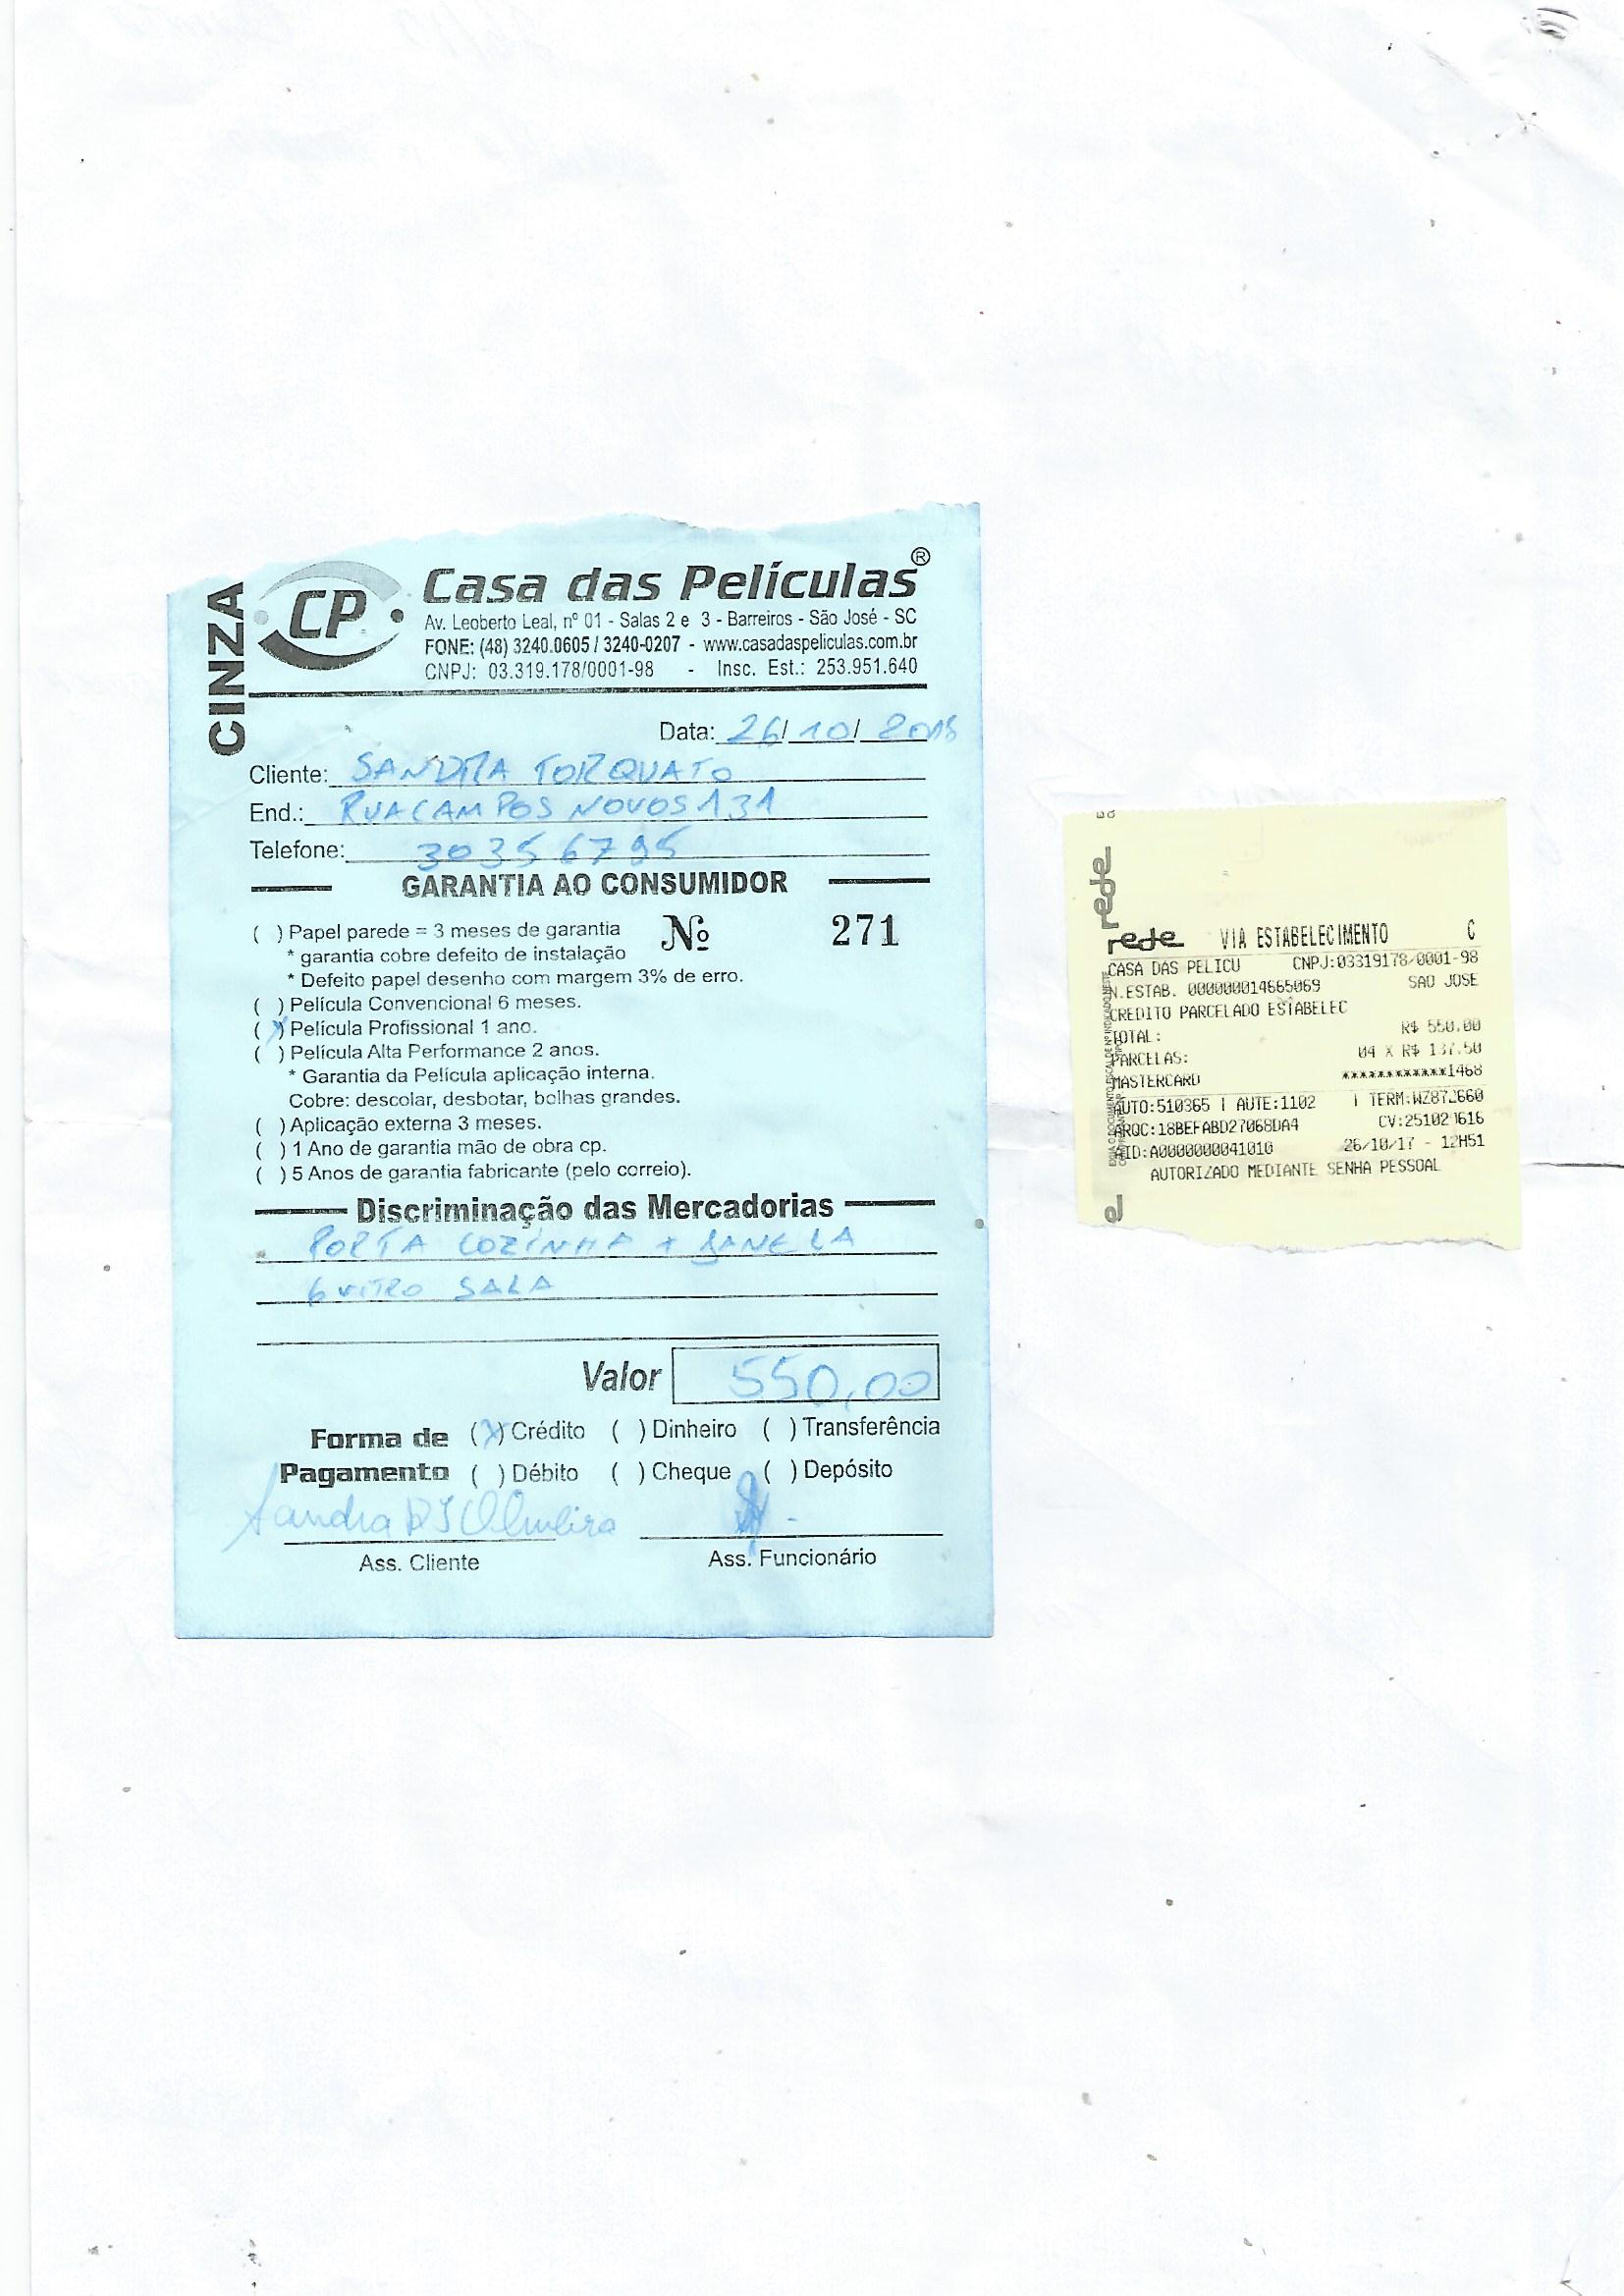 CINZA
CP
Casa das Películas®
Av. Leoberto Leal, nº 01 - Salas 2 e 3 - Barreiros - São José - SC
FONE: (48) 3240.0605 / 3240-0207 - www.casadaspeliculas.com.br
CNPJ: 03.319.178/0001-98 - Insc. Est.: 253.951.640
Data: 26/ 10/
Cliente: SANDRA TORQUATO
End.: RUA CAMPOS NOVOS 131
Telefone: 3035 6795
GARANTIA AO CONSUMIDOR
( ) Papel parede = 3 meses de garantia Nº 271
* garantia cobre defeito de instalação
* Defeito papel desenho com margem 3% de erro.
( ) Película Convencional 6 meses.
(X) Película Profissional 1 ano.
( ) Película Alta Performance 2 anos.
* Garantia da Película aplicação interna.
Cobre: descolar, desbotar, bolhas grandes.
( ) Aplicação externa 3 meses.
( ) 1 Ano de garantia mão de obra cp.
( ) 5 Anos de garantia fabricante (pelo correio).
Discriminação das Mercadorias
PORTA COZINHA + JANELA
6 VITRO SALA
Valor 550,00
Forma de (X) Crédito ( ) Dinheiro ( ) Transferência
Pagamento ( ) Débito ( ) Cheque ( ) Depósito
Sandra Oliveira
Ass. Cliente Ass. Funcionário
rede
rede VIA ESTABELECIMENTO C
CASA DAS PELICU CNPJ:03319178/0001-98
N.ESTAB. 000000014665069 SAO JOSE
CREDITO PARCELADO ESTABELEC
TOTAL: R$ 550.00
PARCELAS: 04 X R$ 137.50
MASTERCARD ************1468
AUTO:510365 | AUTE:1102 | TERM:
ARQC:18BEFABD27068DA4
AID:A0000000041010 26/10/17 - 12H51
AUTORIZADO MEDIANTE SENHA PESSOAL